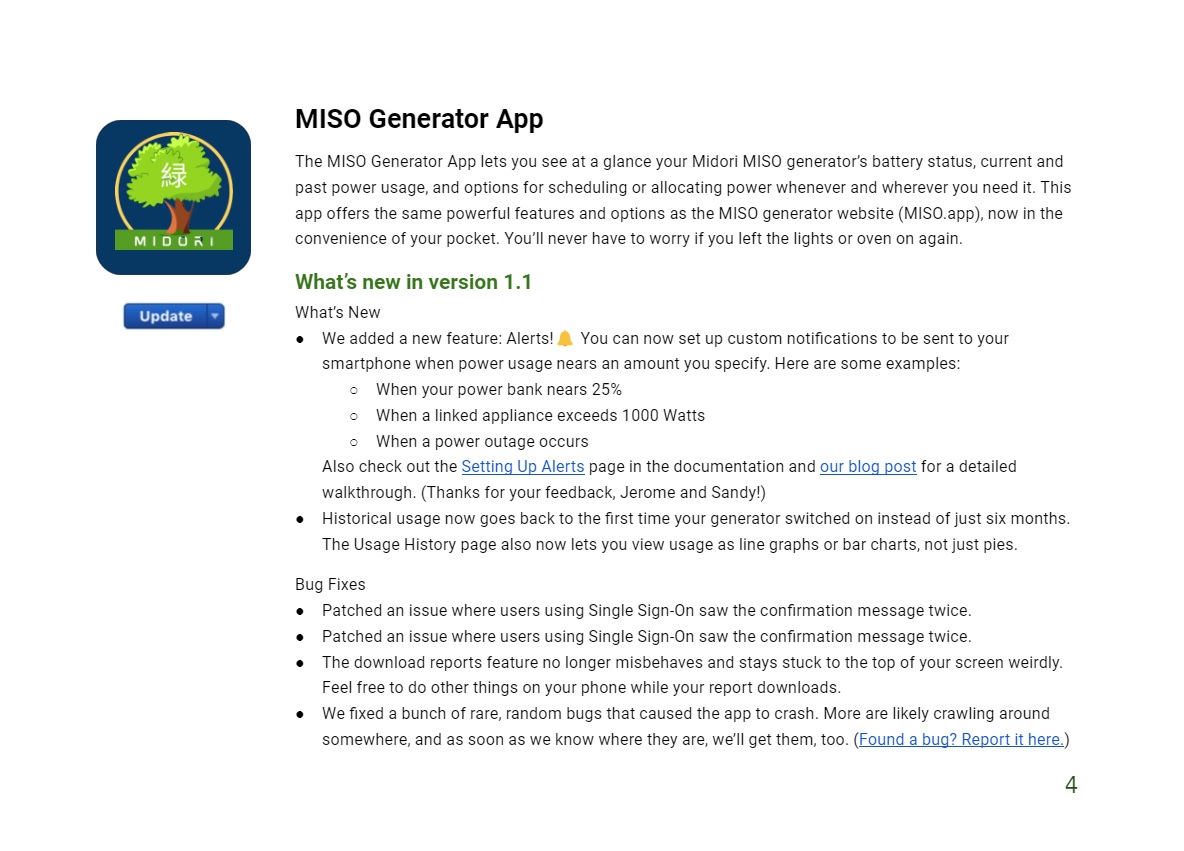 MISO Generator App
緑
MIDORI
Update
The MISO Generator App lets you see at a glance your Midori MISO generator’s battery status, current and
past power usage, and options for scheduling or allocating power whenever and wherever you need it. This
app offers the same powerful features and options as the MISO generator website (MISO.app), now in the
convenience of your pocket. You’ll never have to worry if you left the lights or oven on again.
What’s new in version 1.1
What’s New
● We added a new feature: Alerts!🔔 You can now set up custom notifications to be sent to your
smartphone when power usage nears an amount you specify. Here are some examples:
○ When your power bank nears 25%
○ When a linked appliance exceeds 1000 Watts
○ When a power outage occurs
Also check out the Setting Up Alerts page in the documentation and our blog post for a detailed
walkthrough. (Thanks for your feedback, Jerome and Sandy!)
● Historical usage now goes back to the first time your generator switched on instead of just six months.
The Usage History page also now lets you view usage as line graphs or bar charts, not just pies.
Bug Fixes
● Patched an issue where users using Single Sign-On saw the confirmation message twice.
● Patched an issue where users using Single Sign-On saw the confirmation message twice.
● The download reports feature no longer misbehaves and stays stuck to the top of your screen weirdly.
Feel free to do other things on your phone while your report downloads.
● We fixed a bunch of rare, random bugs that caused the app to crash. More are likely crawling around
somewhere, and as soon as we know where they are, we’ll get them, too. (Found a bug? Report it here.)
4